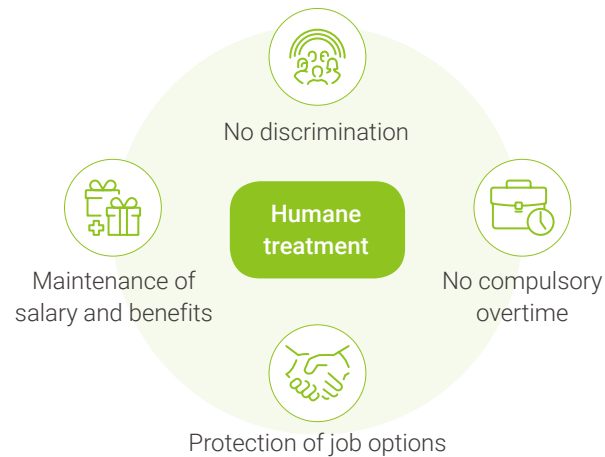 No discrimination
Humane
treatment
Maintenance of
salary and benefits
No compulsory
overtime
Protection of job options